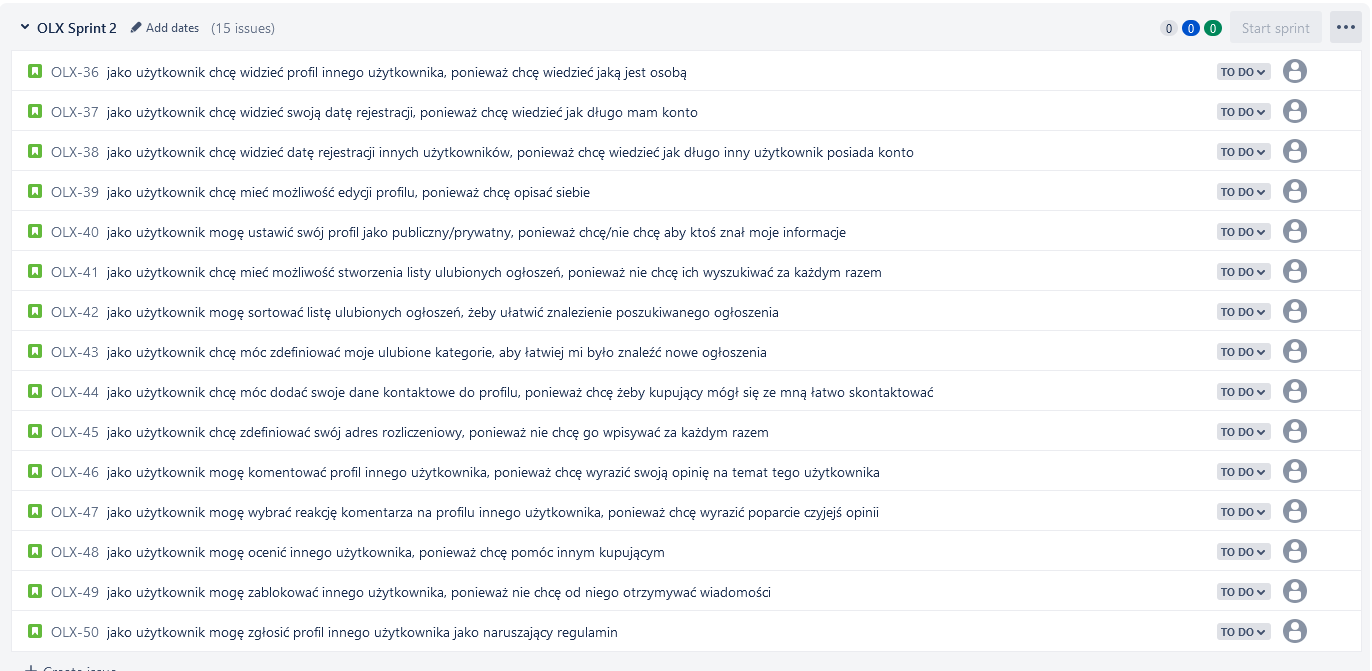 OLX Sprint 2 Add dates (15 issues) 0 0 0 Start sprint
OLX-36 jako użytkownik chcę widzieć profil innego użytkownika, ponieważ chcę wiedzieć jaką jest osobą TO DO
OLX-37 jako użytkownik chcę widzieć swoją datę rejestracji, ponieważ chcę wiedzieć jak długo mam konto TO DO
OLX-38 jako użytkownik chcę widzieć datę rejestracji innych użytkowników, ponieważ chcę wiedzieć jak długo inny użytkownik posiada konto TO DO
OLX-39 jako użytkownik chcę mieć możliwość edycji profilu, ponieważ chcę opisać siebie TO DO
OLX-40 jako użytkownik mogę ustawić swój profil jako publiczny/prywatny, ponieważ chcę/nie chcę aby ktoś znał moje informacje TO DO
OLX-41 jako użytkownik chcę mieć możliwość stworzenia listy ulubionych ogłoszeń, ponieważ nie chcę ich wyszukiwać za każdym razem TO DO
OLX-42 jako użytkownik mogę sortować listę ulubionych ogłoszeń, żeby ułatwić znalezienie poszukiwanego ogłoszenia TO DO
OLX-43 jako użytkownik chcę móc zdefiniować moje ulubione kategorie, aby łatwiej mi było znaleźć nowe ogłoszenia TO DO
OLX-44 jako użytkownik chcę móc dodać swoje dane kontaktowe do profilu, ponieważ chcę żeby kupujący mógł się ze mną łatwo skontaktować TO DO
OLX-45 jako użytkownik chcę zdefiniować swój adres rozliczeniowy, ponieważ nie chcę go wpisywać za każdym razem TO DO
OLX-46 jako użytkownik mogę komentować profil innego użytkownika, ponieważ chcę wyrazić swoją opinię na temat tego użytkownika TO DO
OLX-47 jako użytkownik mogę wybrać reakcję komentarza na profilu innego użytkownika, ponieważ chcę wyrazić poparcie czyjejś opinii TO DO
OLX-48 jako użytkownik mogę ocenić innego użytkownika, ponieważ chcę pomóc innym kupującym TO DO
OLX-49 jako użytkownik mogę zablokować innego użytkownika, ponieważ nie chcę od niego otrzymywać wiadomości TO DO
OLX-50 jako użytkownik mogę zgłosić profil innego użytkownika jako naruszający regulamin TO DO
+ Create issue